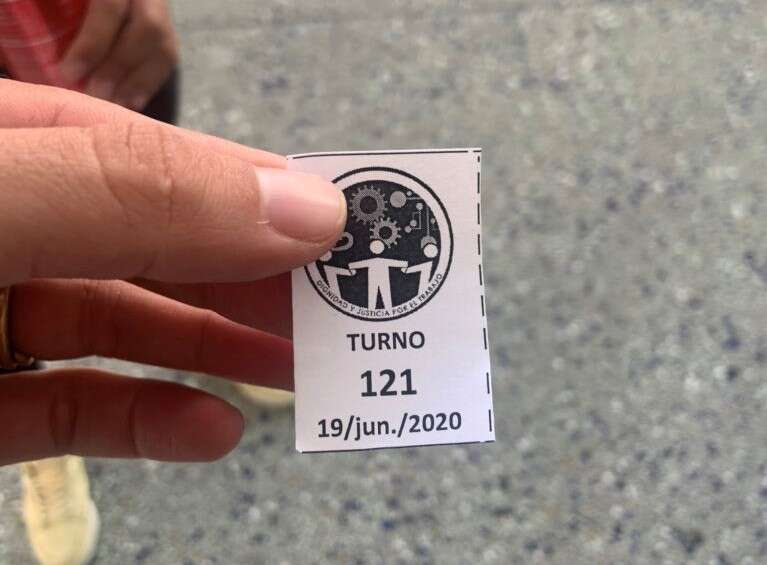 DIGNIDAD Y JUSTICIA POR EL TRABAJO
TURNO
121
19/jun./2020